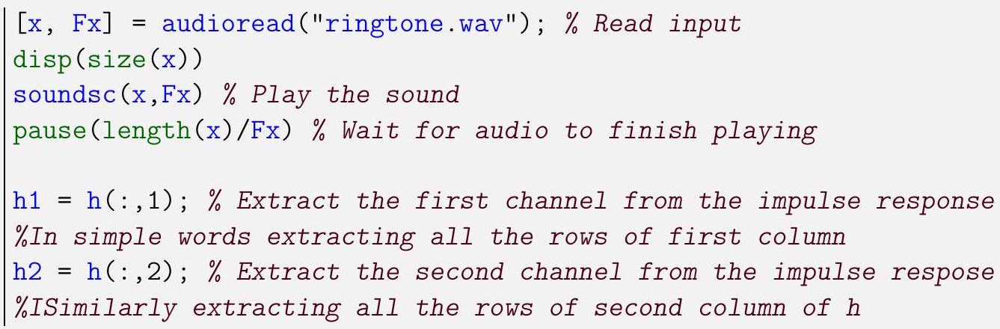 [x, Fx] = audioread("ringtone.wav"); % Read input
disp(size(x))
soundsc(x,Fx) % Play the sound
pause(length(x)/Fx) % Wait for audio to finish playing
h1 = h(:,1); % Extract the first channel from the impulse response
%In simple words extracting all the rows of first column
h2 = h(:,2); % Extract the second channel from the impulse respose
%ISimilarly extracting all the rows of second column of h